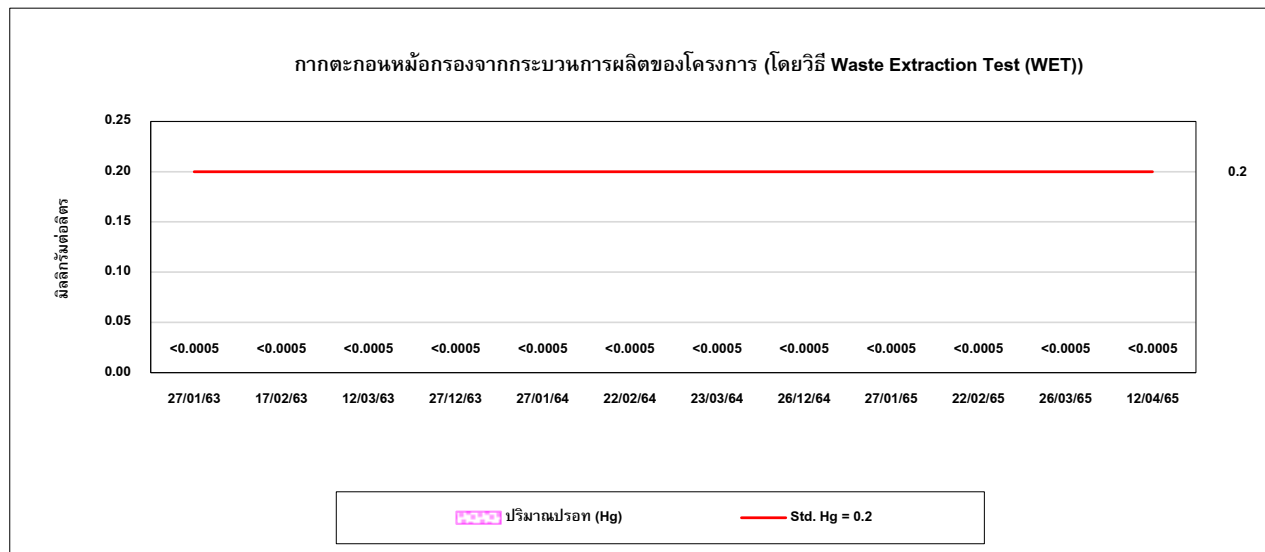 กากตะกอนหม้อกรองจากกระบวนการผลิตของโครงการ (โดยวิธี Waste Extraction Test (WET))
มิลลิกรัมต่อลิตร
0.25
0.20
0.15
0.10
0.05
0.00
0.2
<0.0005 <0.0005 <0.0005 <0.0005 <0.0005 <0.0005 <0.0005 <0.0005 <0.0005 <0.0005 <0.0005 <0.0005
27/01/63 17/02/63 12/03/63 27/12/63 27/01/64 22/02/64 23/03/64 26/12/64 27/01/65 22/02/65 26/03/65 12/04/65
ปริมาณปรอท (Hg) Std. Hg = 0.2